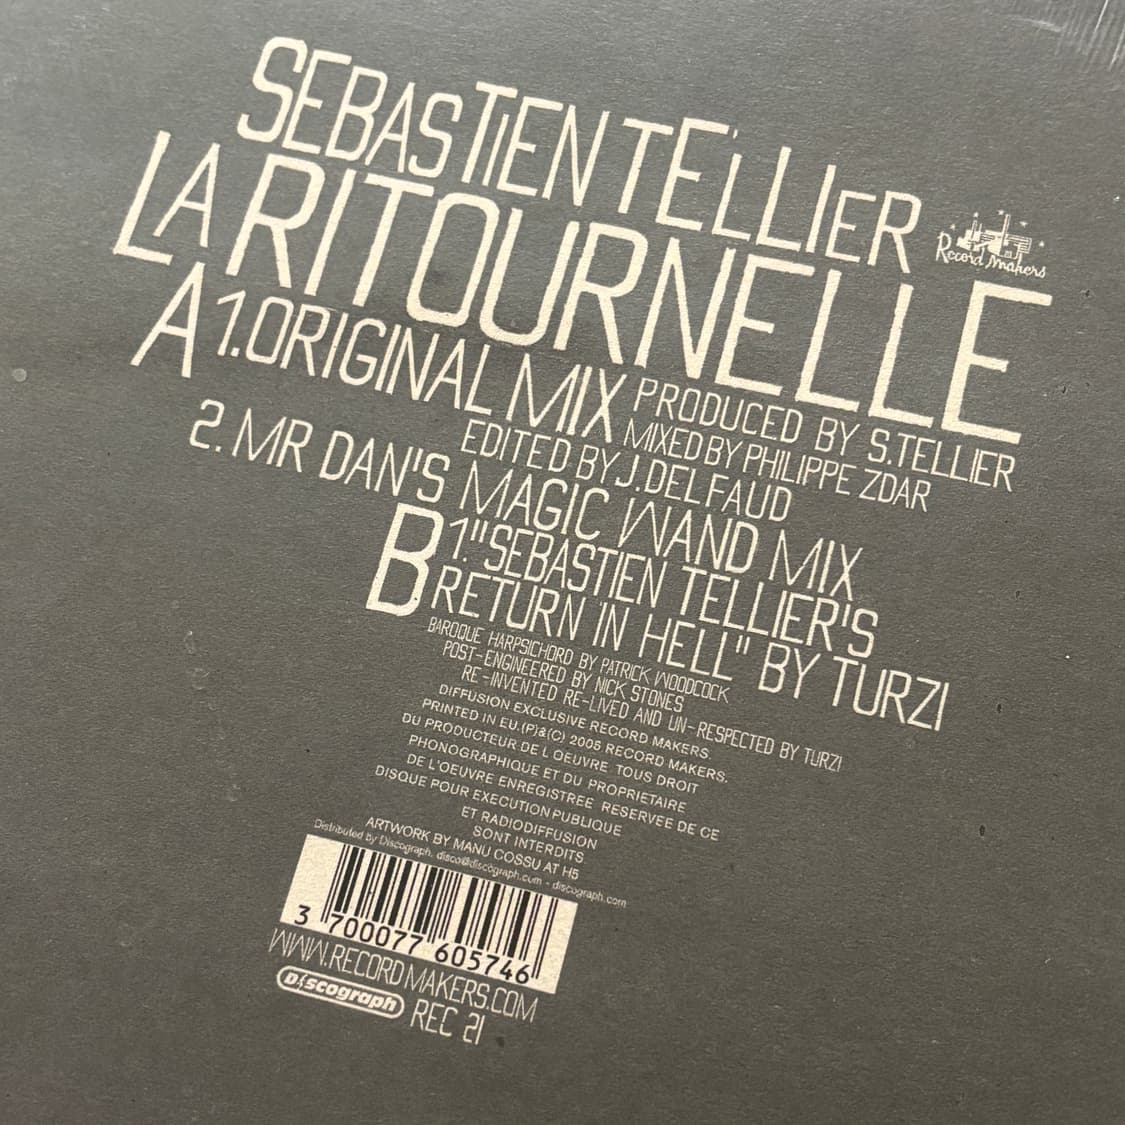 SEBASTIEN TELLIER
LA RITOURNELLE
Record Makers
A 1. ORIGINAL MIX PRODUCED BY S.TELLIER
MIXED BY PHILIPPE ZDAR
EDITED BY J.DELFAUD
2. MR DAN'S MAGIC WAND MIX
B 1."SEBASTIEN TELLIER'S
RETURN IN HELL" BY TURZI
BAROQUE HARPSICHORD BY PATRICK WOODCOCK
POST-ENGINEERED BY NICK STONES
RE-INVENTED RE-LIVED AND UN-RESPECTED BY TURZI
DIFFUSION EXCLUSIVE RECORD MAKERS.
PRINTED IN EU.(P)&(C) 2005 RECORD MAKERS.
DU PRODUCTEUR DE L OEUVRE TOUS DROIT
PHONOGRAPHIQUE ET DU PROPRIETAIRE
DE L'OEUVRE ENREGISTREE RESERVEE DE CE
DISQUE POUR EXECUTION PUBLIQUE
ET RADIODIFFUSION
SONT INTERDITS.
ARTWORK BY MANU COSSU AT H5
Distributed by Discograph. disco@discograph.com - discograph.com
3 700077 605746
WWW.RECORDMAKERS.COM
Discograph REC 21